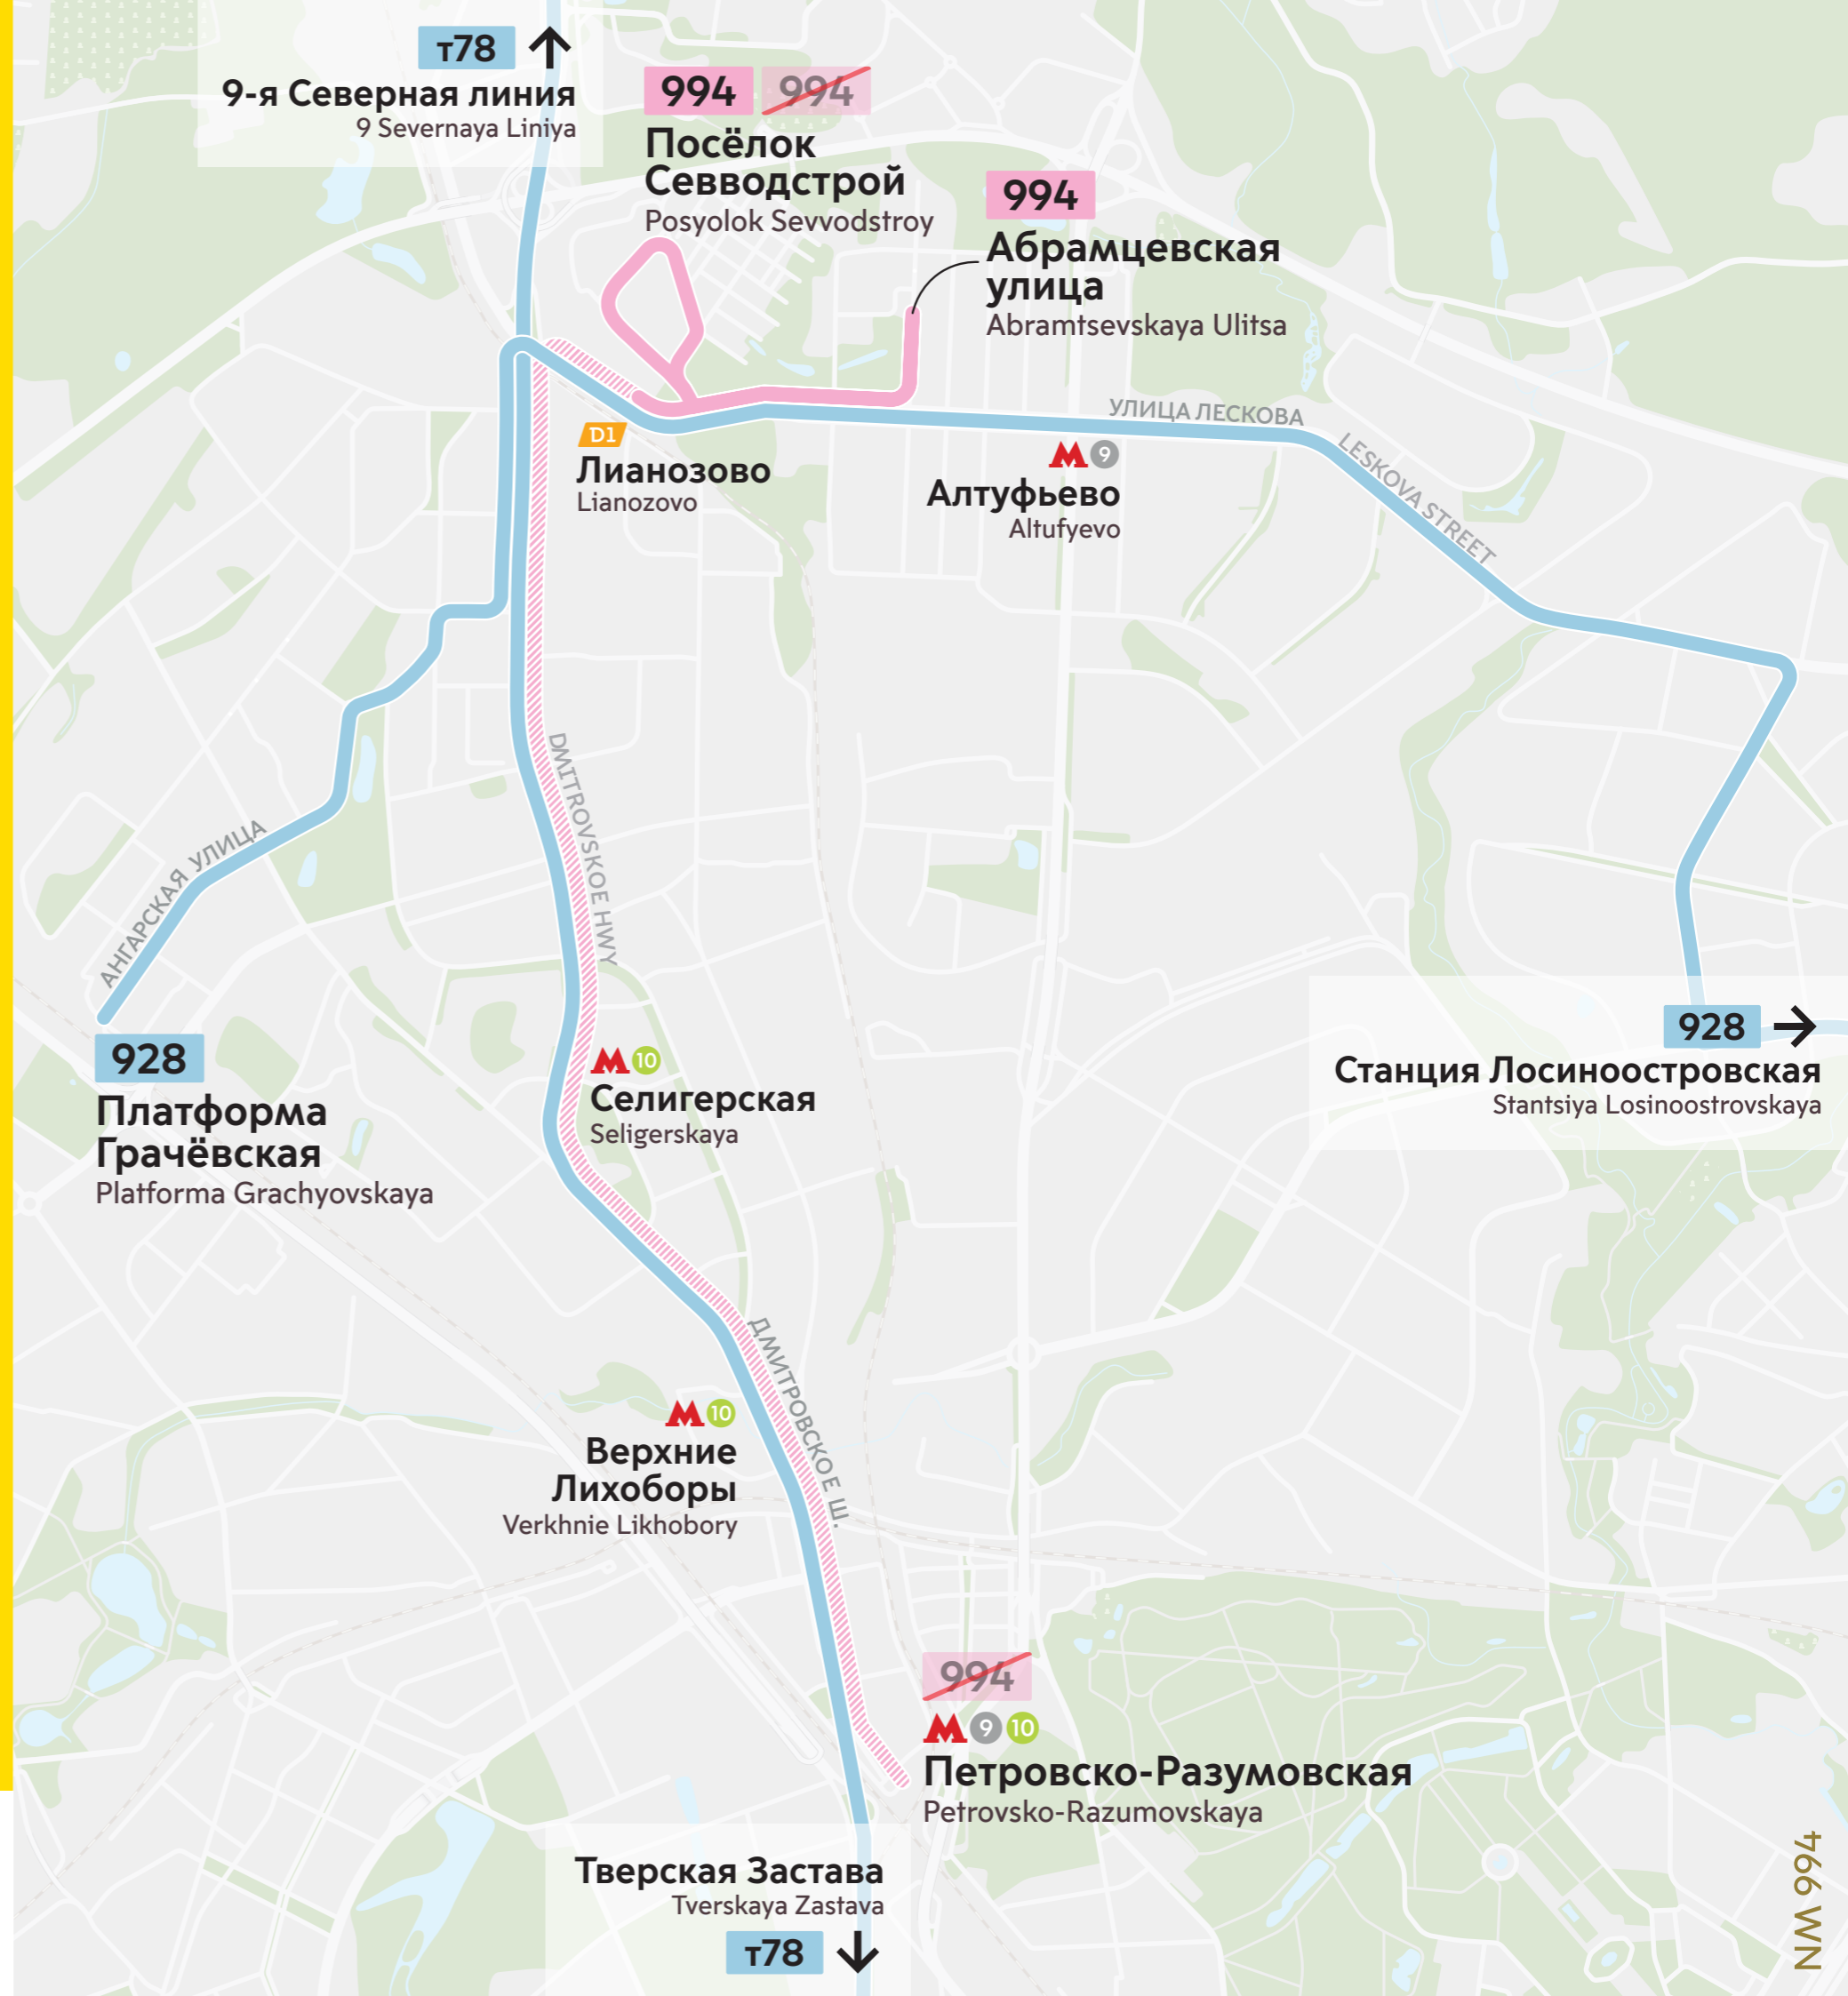 т78
9-я Северная линия
9 Severnaya Liniya
994 994
Посёлок
Севводстрой
Posyolok Sevvodstroy
994
Абрамцевская
улица
Abramtsevskaya Ulitsa
УЛИЦА ЛЕСКОВА
LESKOVA STREET
D1
Лианозово
Lianozovo
М 9
Алтуфьево
Altufyevo
DMITROVSKOE HWY
АНГАРСКАЯ УЛИЦА
928
Платформа
Грачёвская
Platforma Grachyovskaya
928
Станция Лосиноостровская
Stantsiya Losinoostrovskaya
М 10
Селигерская
Seligerskaya
ДМИТРОВСКОЕ Ш.
М 10
Верхние
Лихоборы
Verkhnie Likhobory
994
М 9 10
Петровско-Разумовская
Petrovsko-Razumovskaya
Тверская Застава
Tverskaya Zastava
т78
NW 994